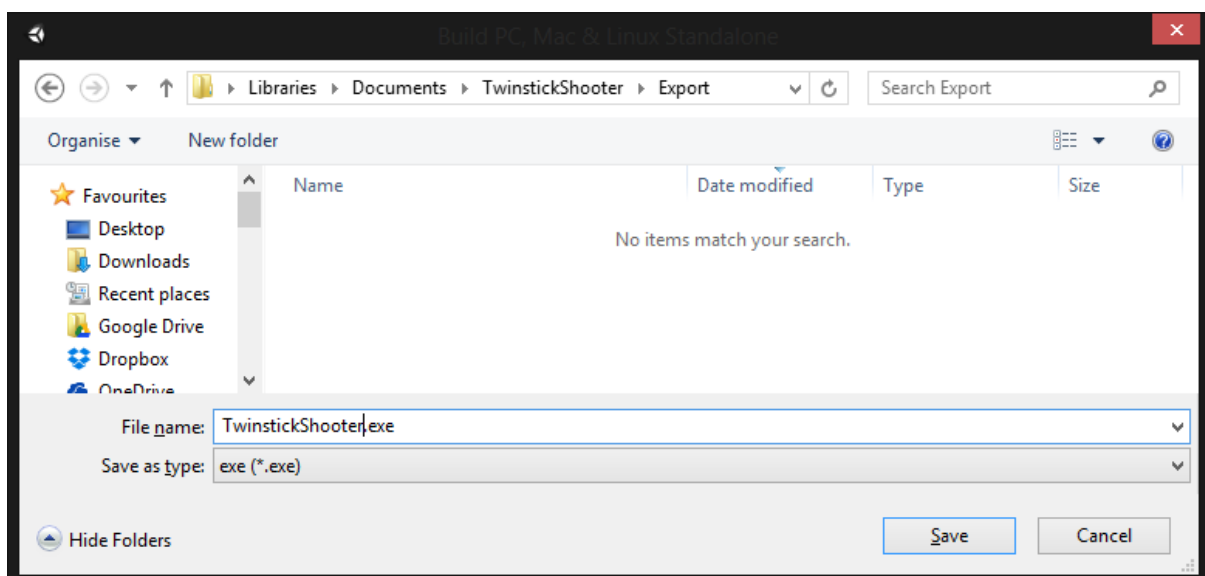 Build PC, Mac & Linux Standalone
Libraries Documents TwinstickShooter Export Search Export
Organise New folder
Name Date modified Type Size
Favourites
Desktop
Downloads
Recent places
Google Drive
Dropbox
OneDrive
No items match your search.
File name: TwinstickShooter.exe
Save as type: exe (*.exe)
Hide Folders Save Cancel